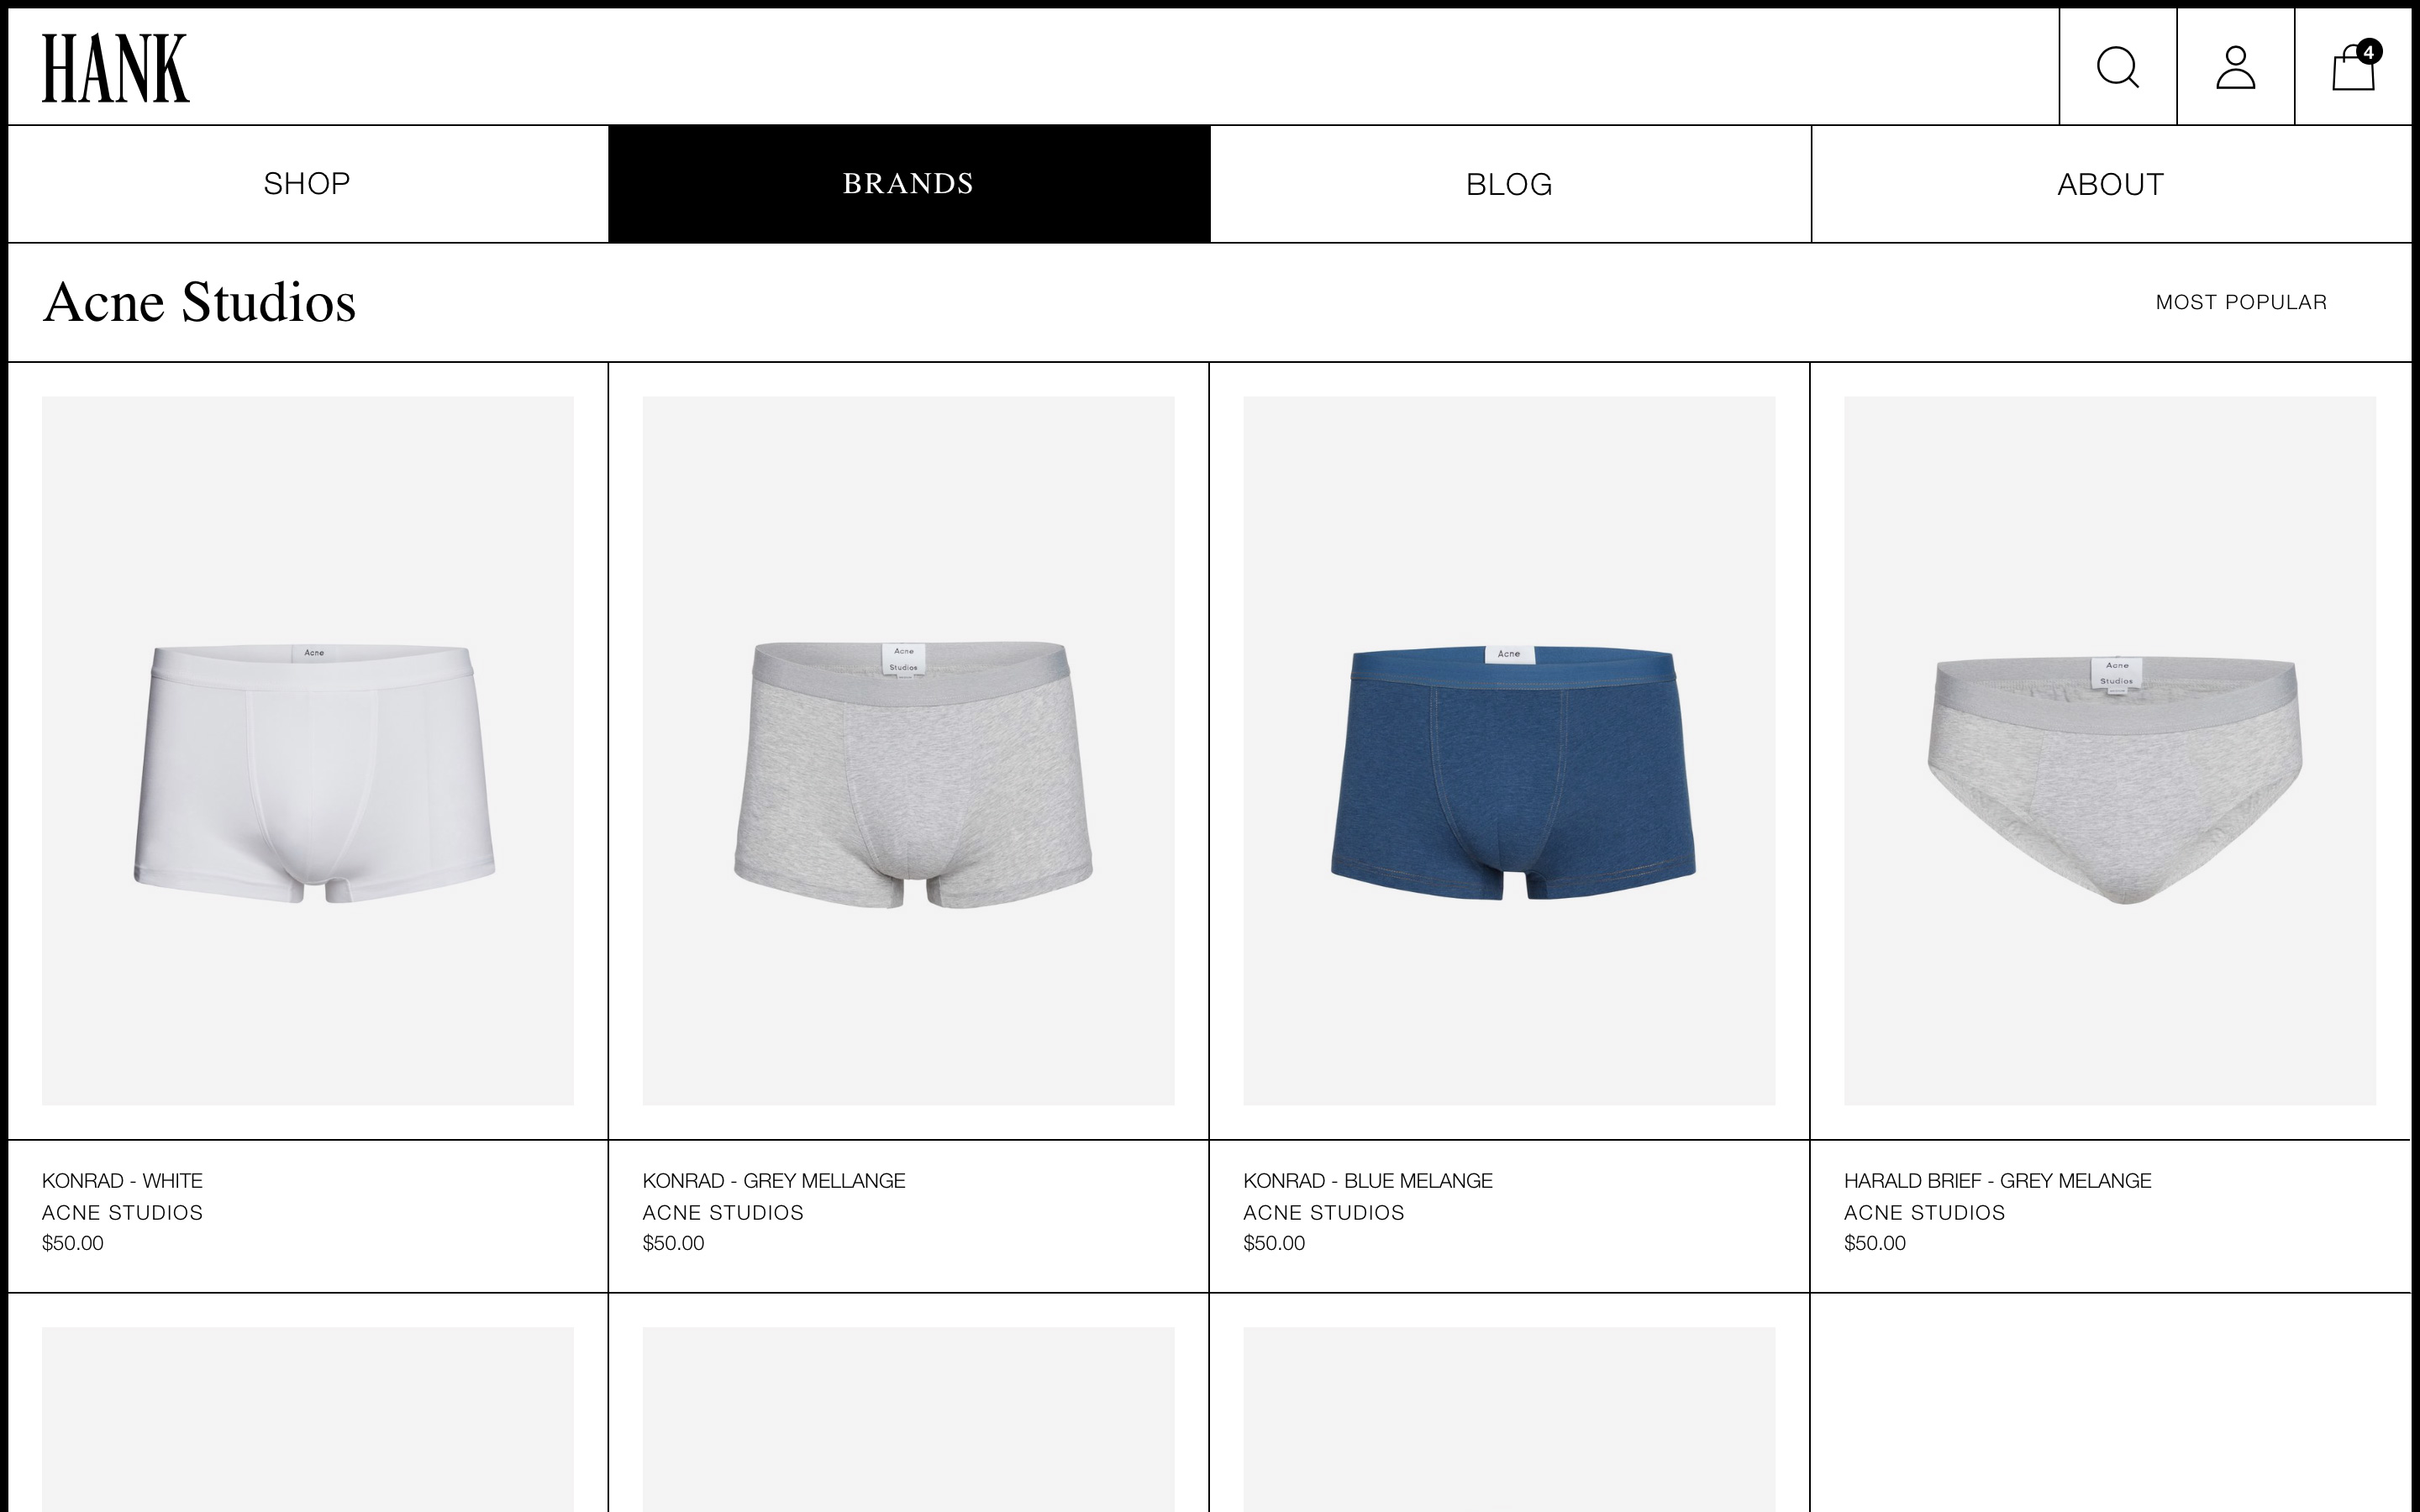 HANK
4
SHOP
BRANDS
BLOG
ABOUT
Acne Studios
MOST POPULAR
Acne
Acne
Studios
Acne
Acne
Studios
KONRAD - WHITE
ACNE STUDIOS
$50.00
KONRAD - GREY MELLANGE
ACNE STUDIOS
$50.00
KONRAD - BLUE MELANGE
ACNE STUDIOS
$50.00
HARALD BRIEF - GREY MELANGE
ACNE STUDIOS
$50.00